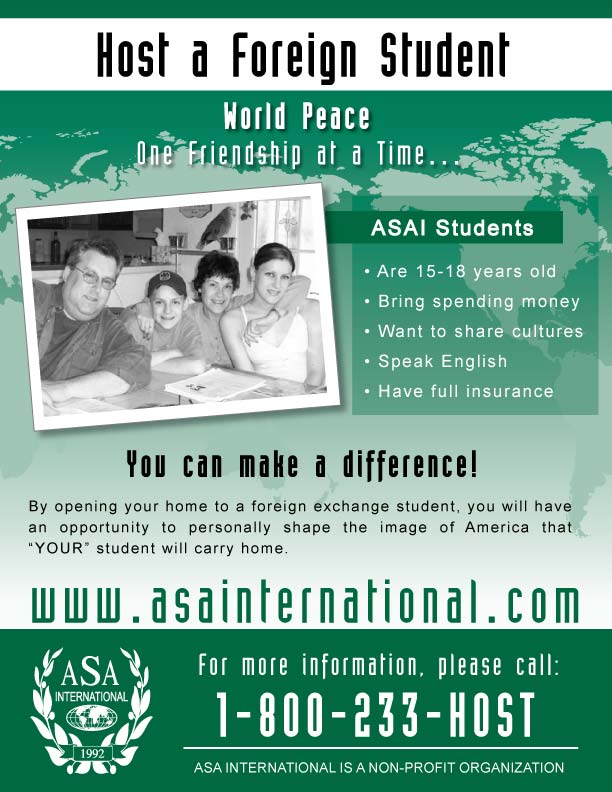 Host a Foreign Student
World Peace
One Friendship at a Time...
ASAI Students
• Are 15-18 years old
• Bring spending money
• Want to share cultures
• Speak English
• Have full insurance
You can make a difference!
By opening your home to a foreign exchange student, you will have
an opportunity to personally shape the image of America that
“YOUR” student will carry home.
www.asainternational.com
ASA
INTERNATIONAL
1992
For more information, please call:
1-800-233-HOST
ASA INTERNATIONAL IS A NON-PROFIT ORGANIZATION